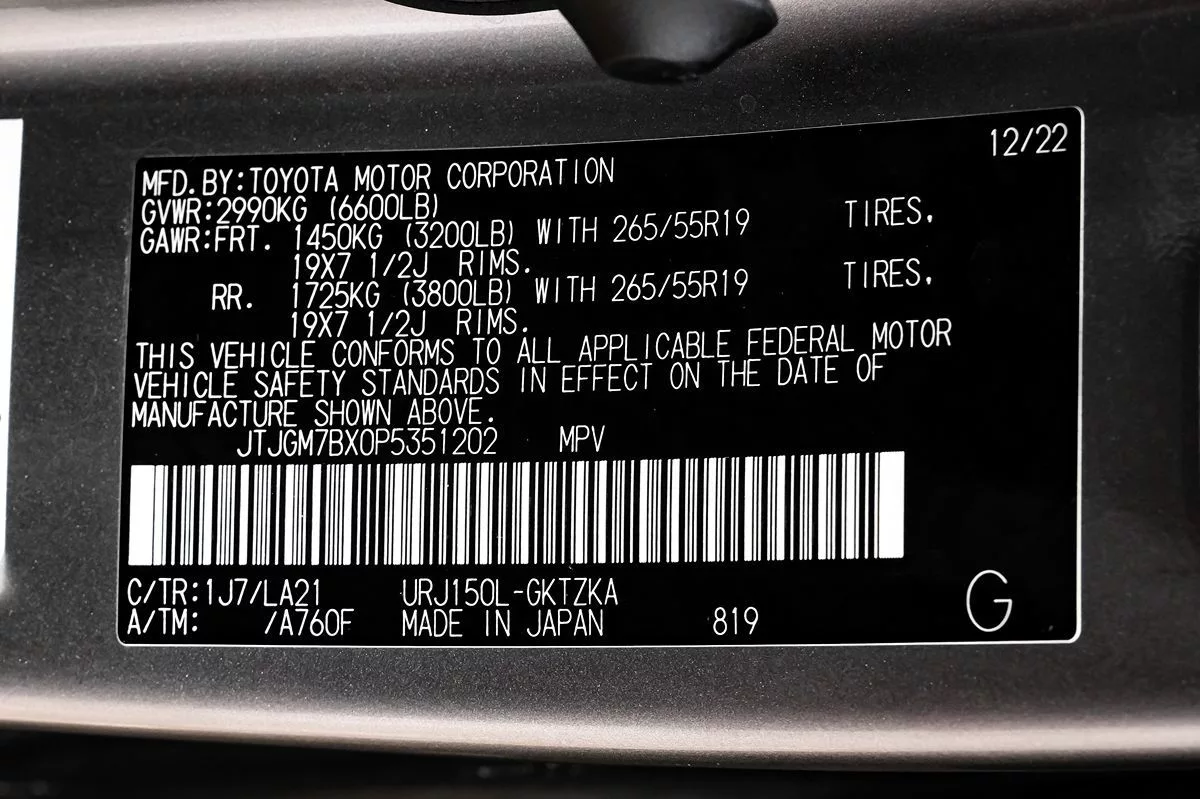 12/22
MFD.BY:TOYOTA MOTOR CORPORATION
GVWR:2990KG (6600LB)
GAWR:FRT. 1450KG (3200LB) WITH 265/55R19 TIRES.
19X7 1/2J RIMS.
RR. 1725KG (3800LB) WITH 265/55R19 TIRES.
19X7 1/2J RIMS.
THIS VEHICLE CONFORMS TO ALL APPLICABLE FEDERAL MOTOR
VEHICLE SAFETY STANDARDS IN EFFECT ON THE DATE OF
MANUFACTURE SHOWN ABOVE.
JTJGM7BX0P5351202 MPV
C/TR:1J7/LA21 URJ150L-GKTZKA
A/TM: /A760F MADE IN JAPAN 819
G